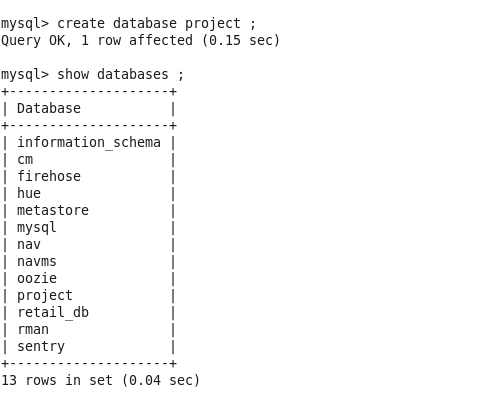 mysql> create database project ;
Query OK, 1 row affected (0.15 sec)
mysql> show databases ;
+--------------------+
| Database           |
+--------------------+
| information_schema |
| cm                 |
| firehose           |
| hue                |
| metastore          |
| mysql              |
| nav                |
| navms              |
| oozie              |
| project            |
| retail_db          |
| rman               |
| sentry             |
+--------------------+
13 rows in set (0.04 sec)